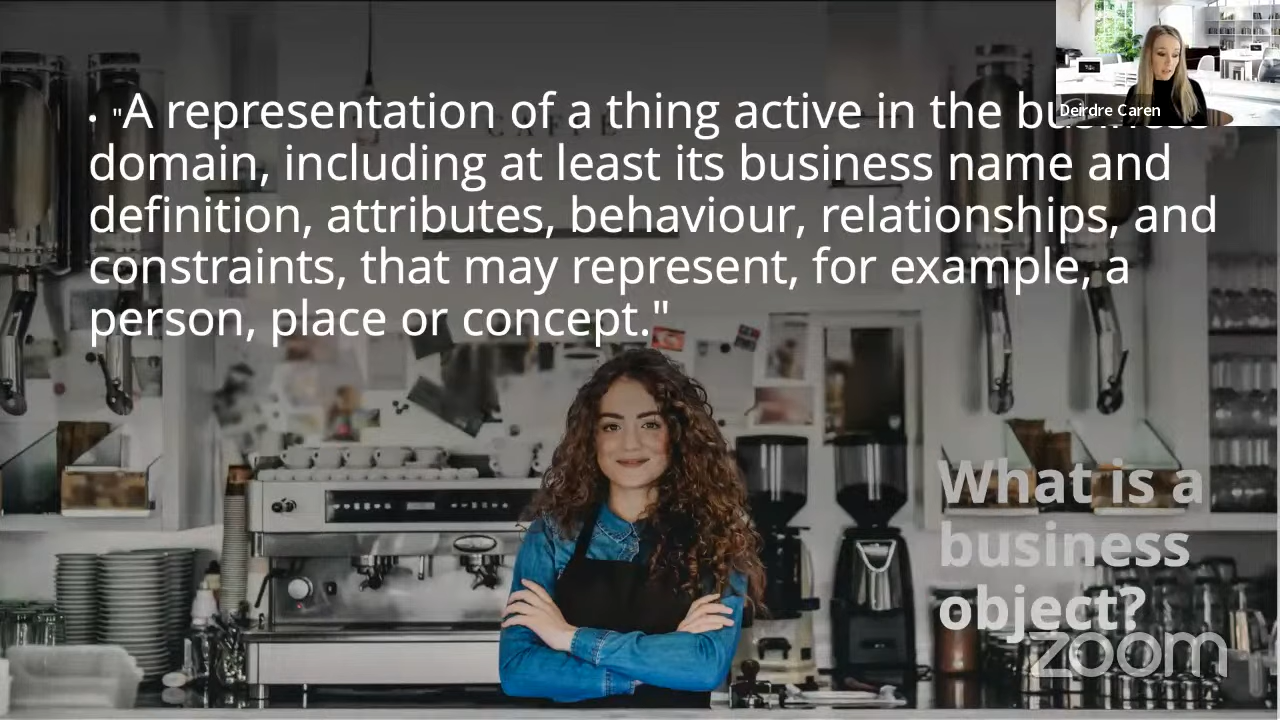 • "A representation of a thing active in the business
domain, including at least its business name and
definition, attributes, behaviour, relationships, and
constraints, that may represent, for example, a
person, place or concept."
Deirdre Caren
What is a
business
object?
zoom